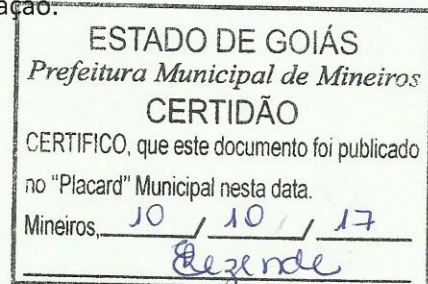 ação.
ESTADO DE GOIÁS
Prefeitura Municipal de Mineiros
CERTIDÃO
CERTIFICO, que este documento foi publicado
no "Placard" Municipal nesta data.
Mineiros, 10 / 10 / 17
Rezende